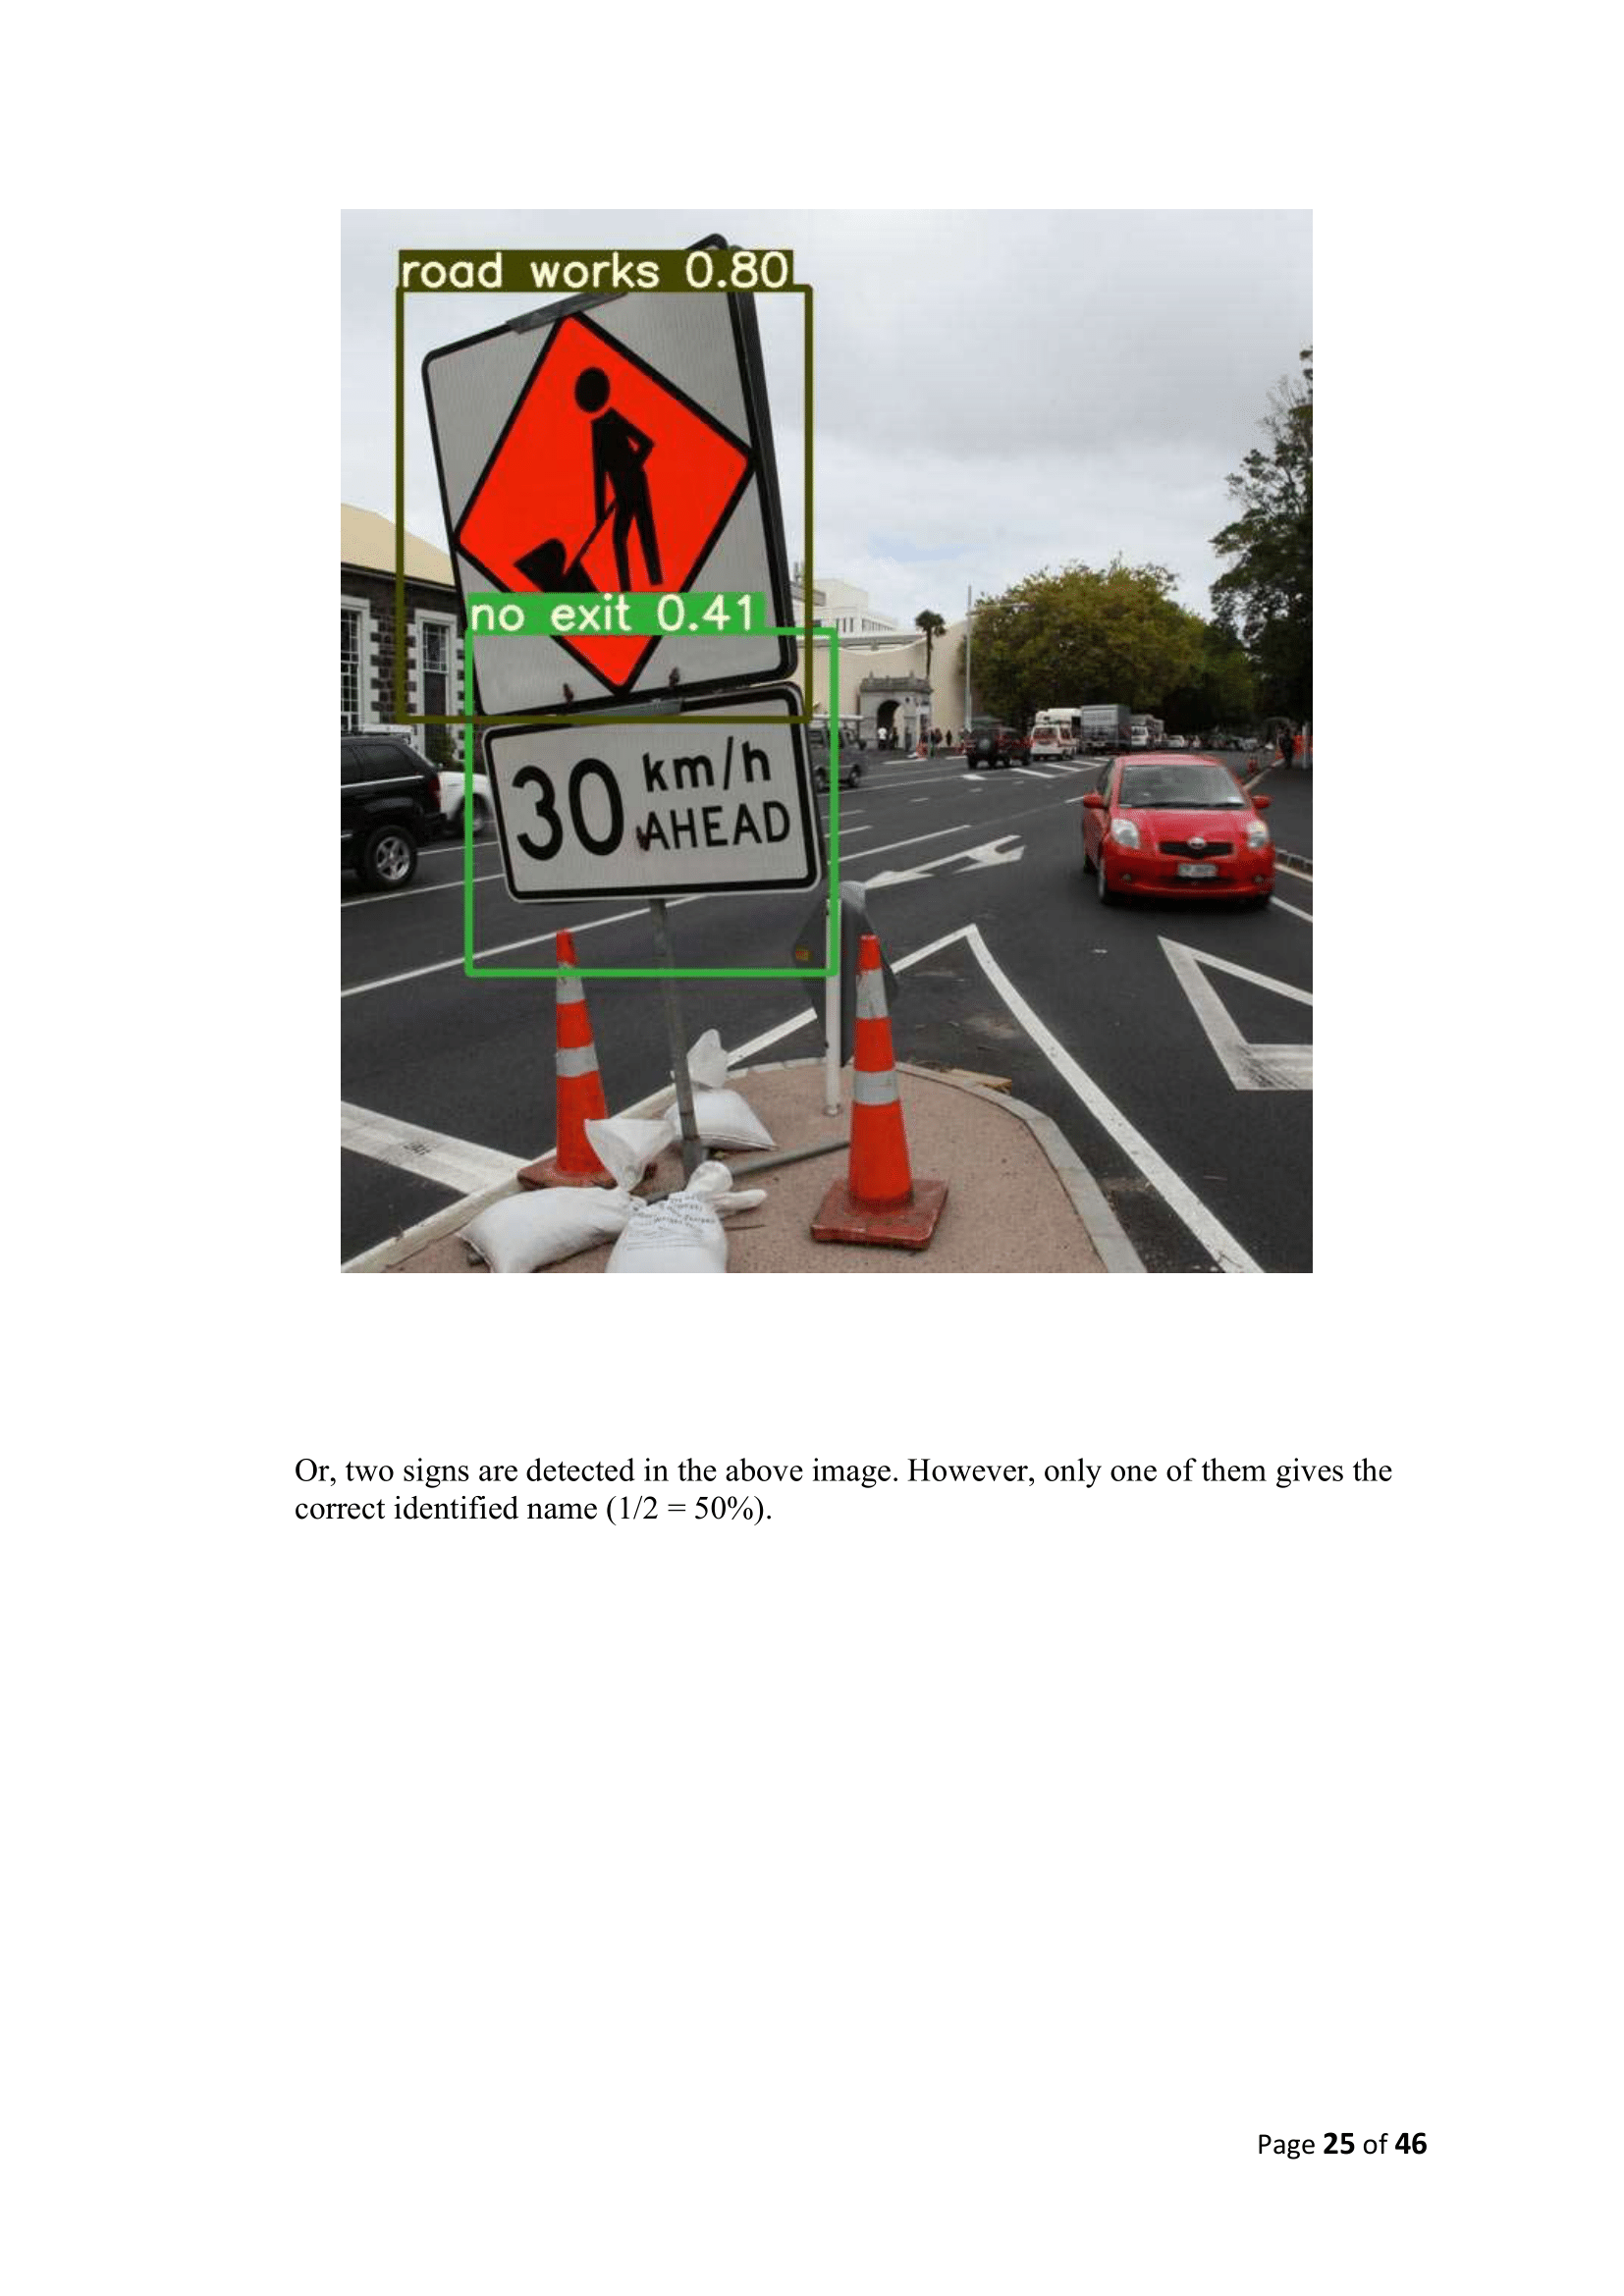 road works 0.80
no exit 0.41
30 km/h
AHEAD
Or, two signs are detected in the above image. However, only one of them gives the
correct identified name (1/2 = 50%).
Page 25 of 46